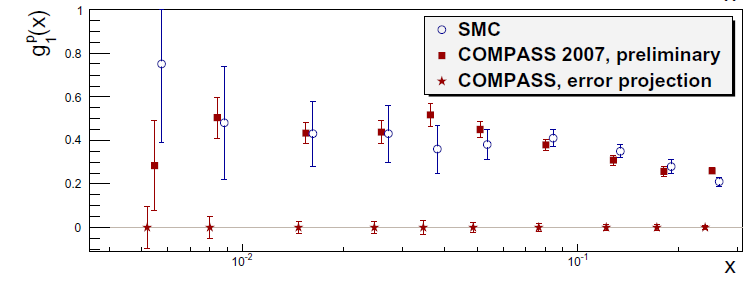 g₁ᵖ(x)
1
0.8
0.6
0.4
0.2
0
SMC
COMPASS 2007, preliminary
COMPASS, error projection
10⁻²
10⁻¹
x